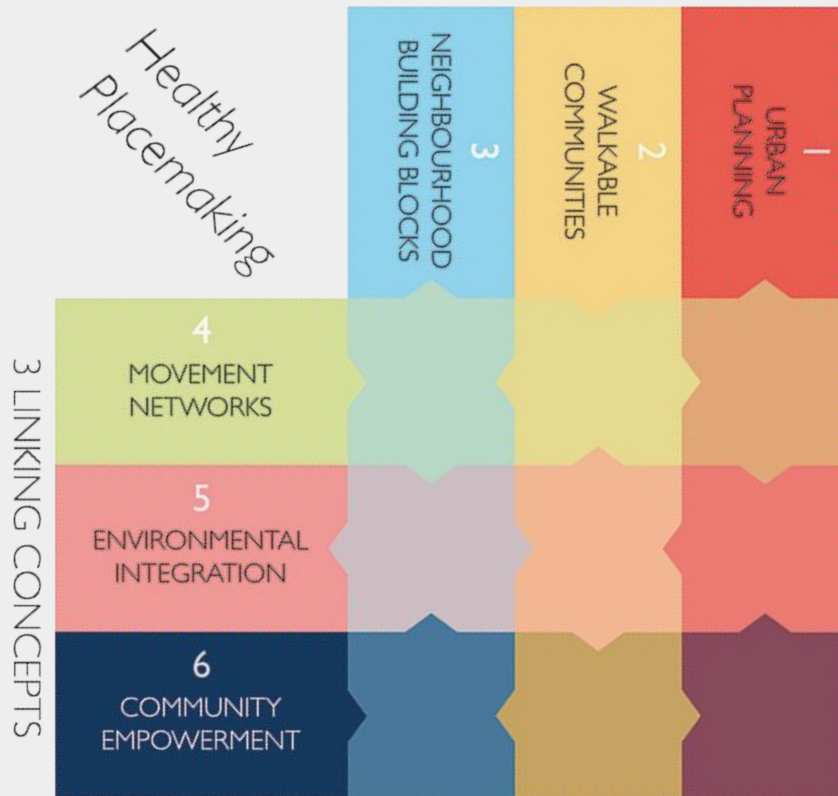 Healthy
Placemaking
1
URBAN
PLANNING
2
WALKABLE
COMMUNITIES
3
NEIGHBOURHOOD
BUILDING BLOCKS
3 LINKING CONCEPTS
4
MOVEMENT
NETWORKS
5
ENVIRONMENTAL
INTEGRATION
6
COMMUNITY
EMPOWERMENT